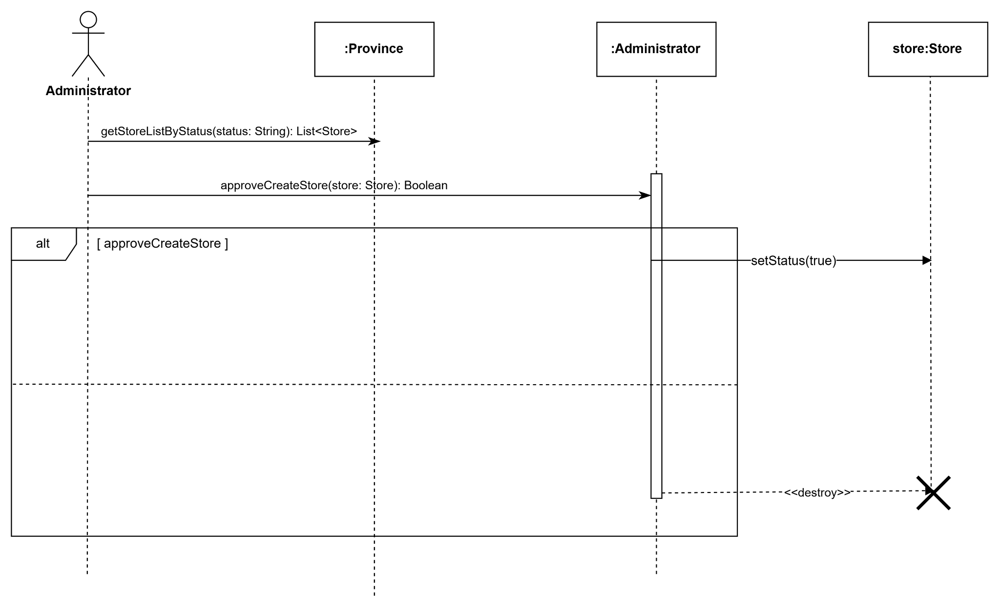 :Province
:Administrator
store:Store
Administrator
getStoreListByStatus(status: String): List<Store>
approveCreateStore(store: Store): Boolean
alt
[ approveCreateStore ]
setStatus(true)
<<destroy>>